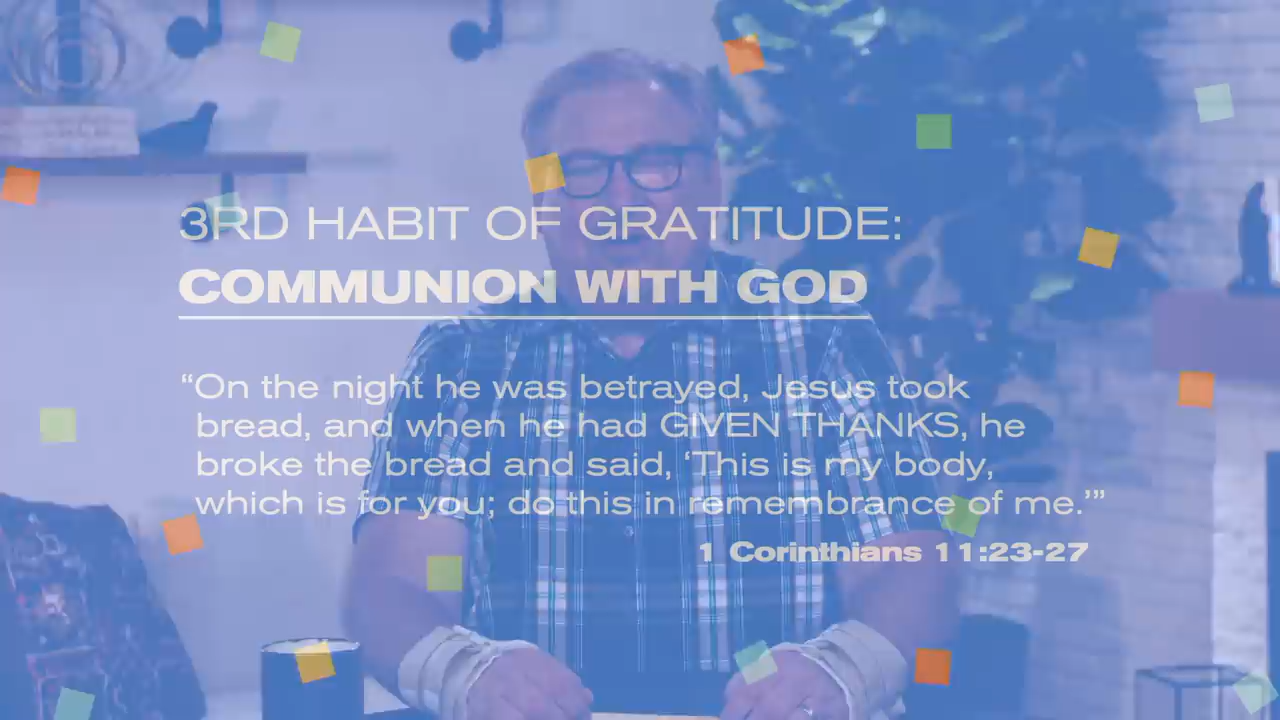 3RD HABIT OF GRATITUDE:
COMMUNION WITH GOD
“On the night he was betrayed, Jesus took
bread, and when he had GIVEN THANKS, he
broke the bread and said, ‘This is my body,
which is for you; do this in remembrance of me.’”
1 Corinthians 11:23-27